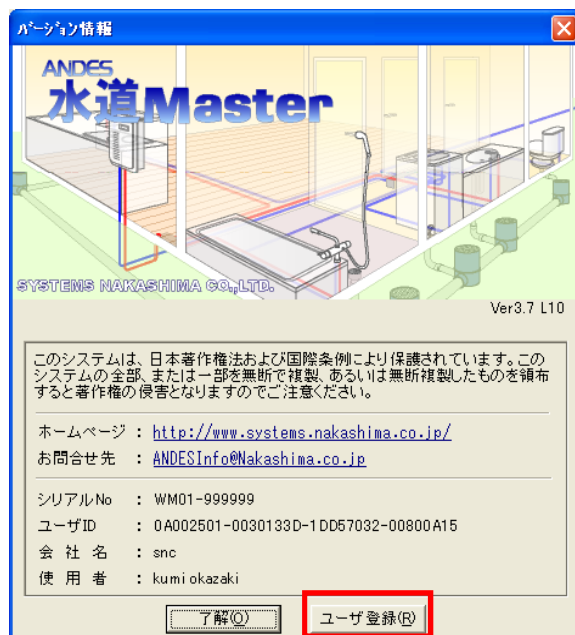 バージョン情報
ANDES
水道Master
SYSTEMS NAKASHIMA CO.,LTD.
Ver3.7 L10
このシステムは、日本著作権法および国際条例により保護されています。この
システムの全部、または一部を無断で複製、あるいは無断複製したものを領布
すると著作権の侵害となりますのでご注意ください。
ホームページ : http://www.systems.nakashima.co.jp/
お問合せ先 : ANDESInfo@Nakashima.co.jp
シリアルNo : WM01-999999
ユーザID : 0A002501-0030133D-1DD57032-00800A15
会 社 名 : snc
使 用 者 : kumi okazaki
了解(O) ユーザ登録(R)